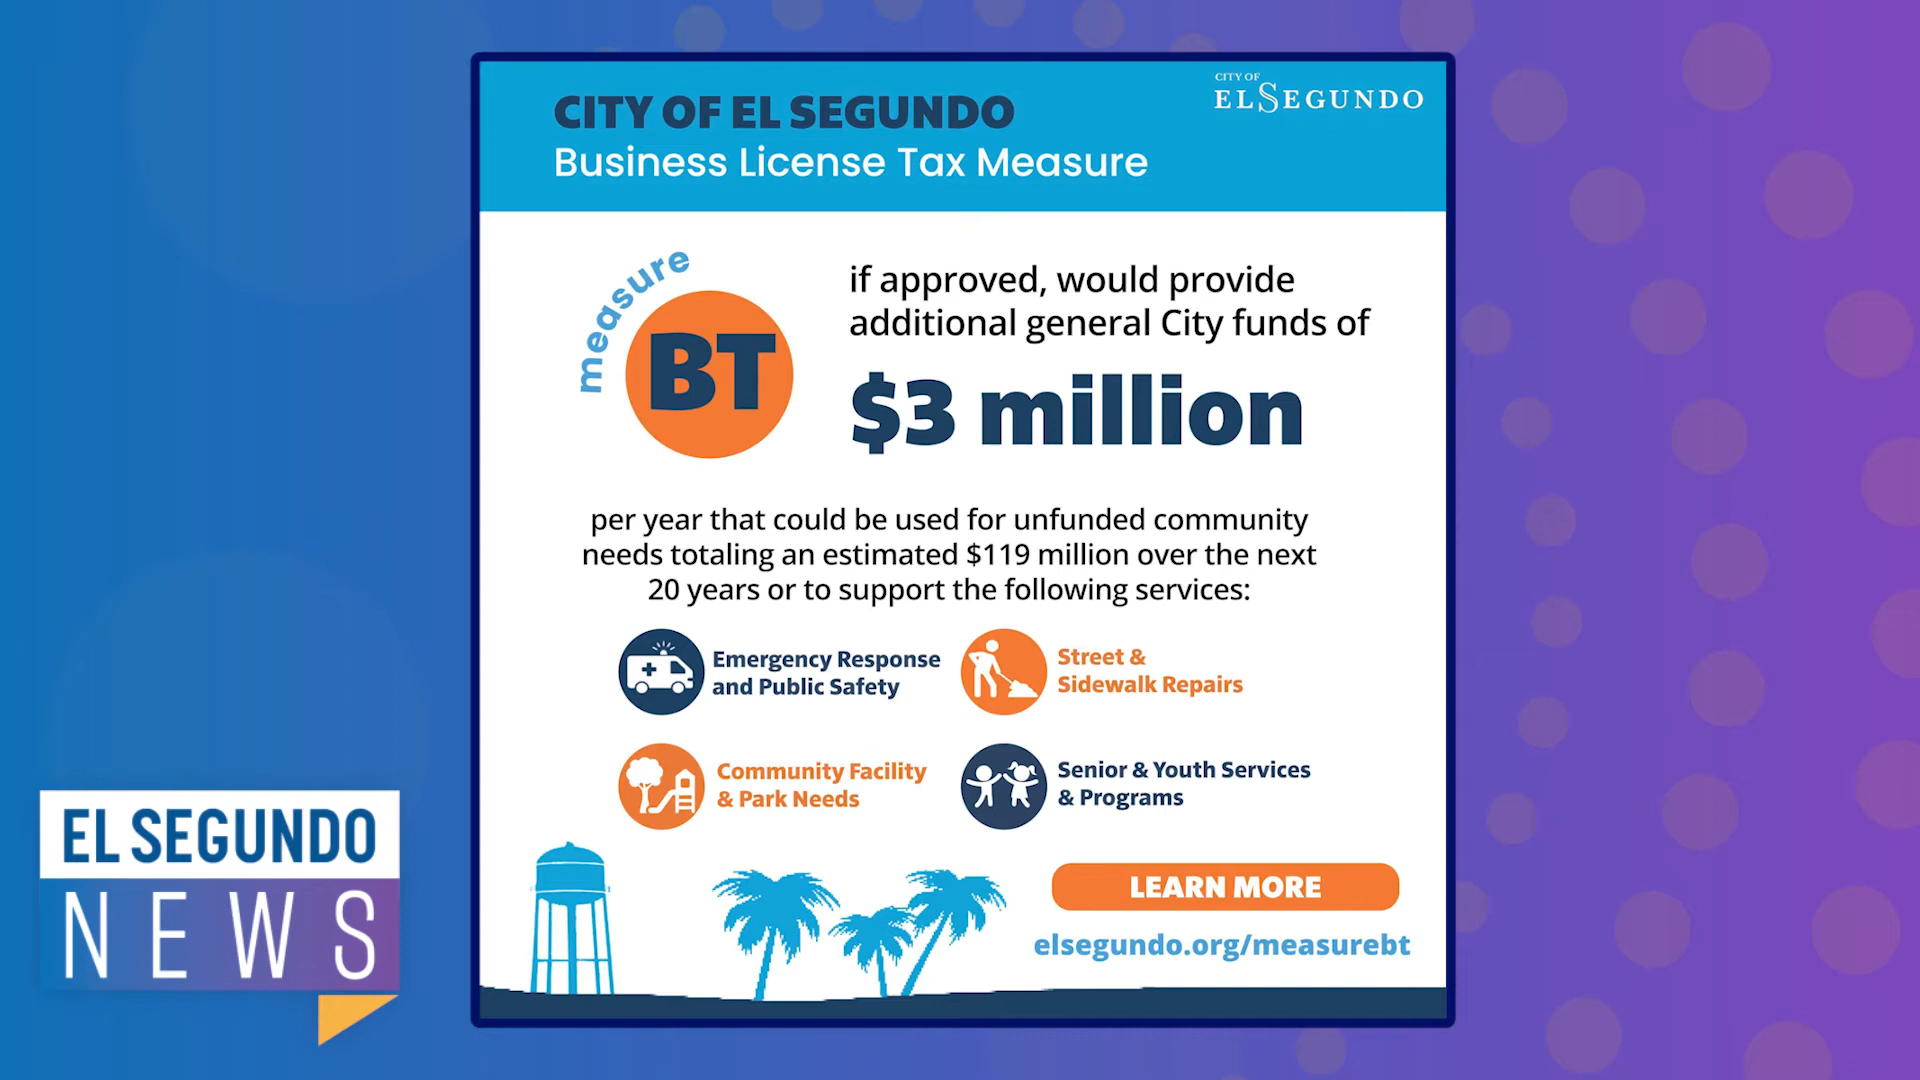 CITY OF EL SEGUNDO
Business License Tax Measure
CITY OF
EL SEGUNDO
measure
BT
if approved, would provide
additional general City funds of
$3 million
per year that could be used for unfunded community
needs totaling an estimated $119 million over the next
20 years or to support the following services:
Emergency Response
and Public Safety
Street &
Sidewalk Repairs
Community Facility
& Park Needs
Senior & Youth Services
& Programs
LEARN MORE
elsegundo.org/measurebt
EL SEGUNDO
NEWS